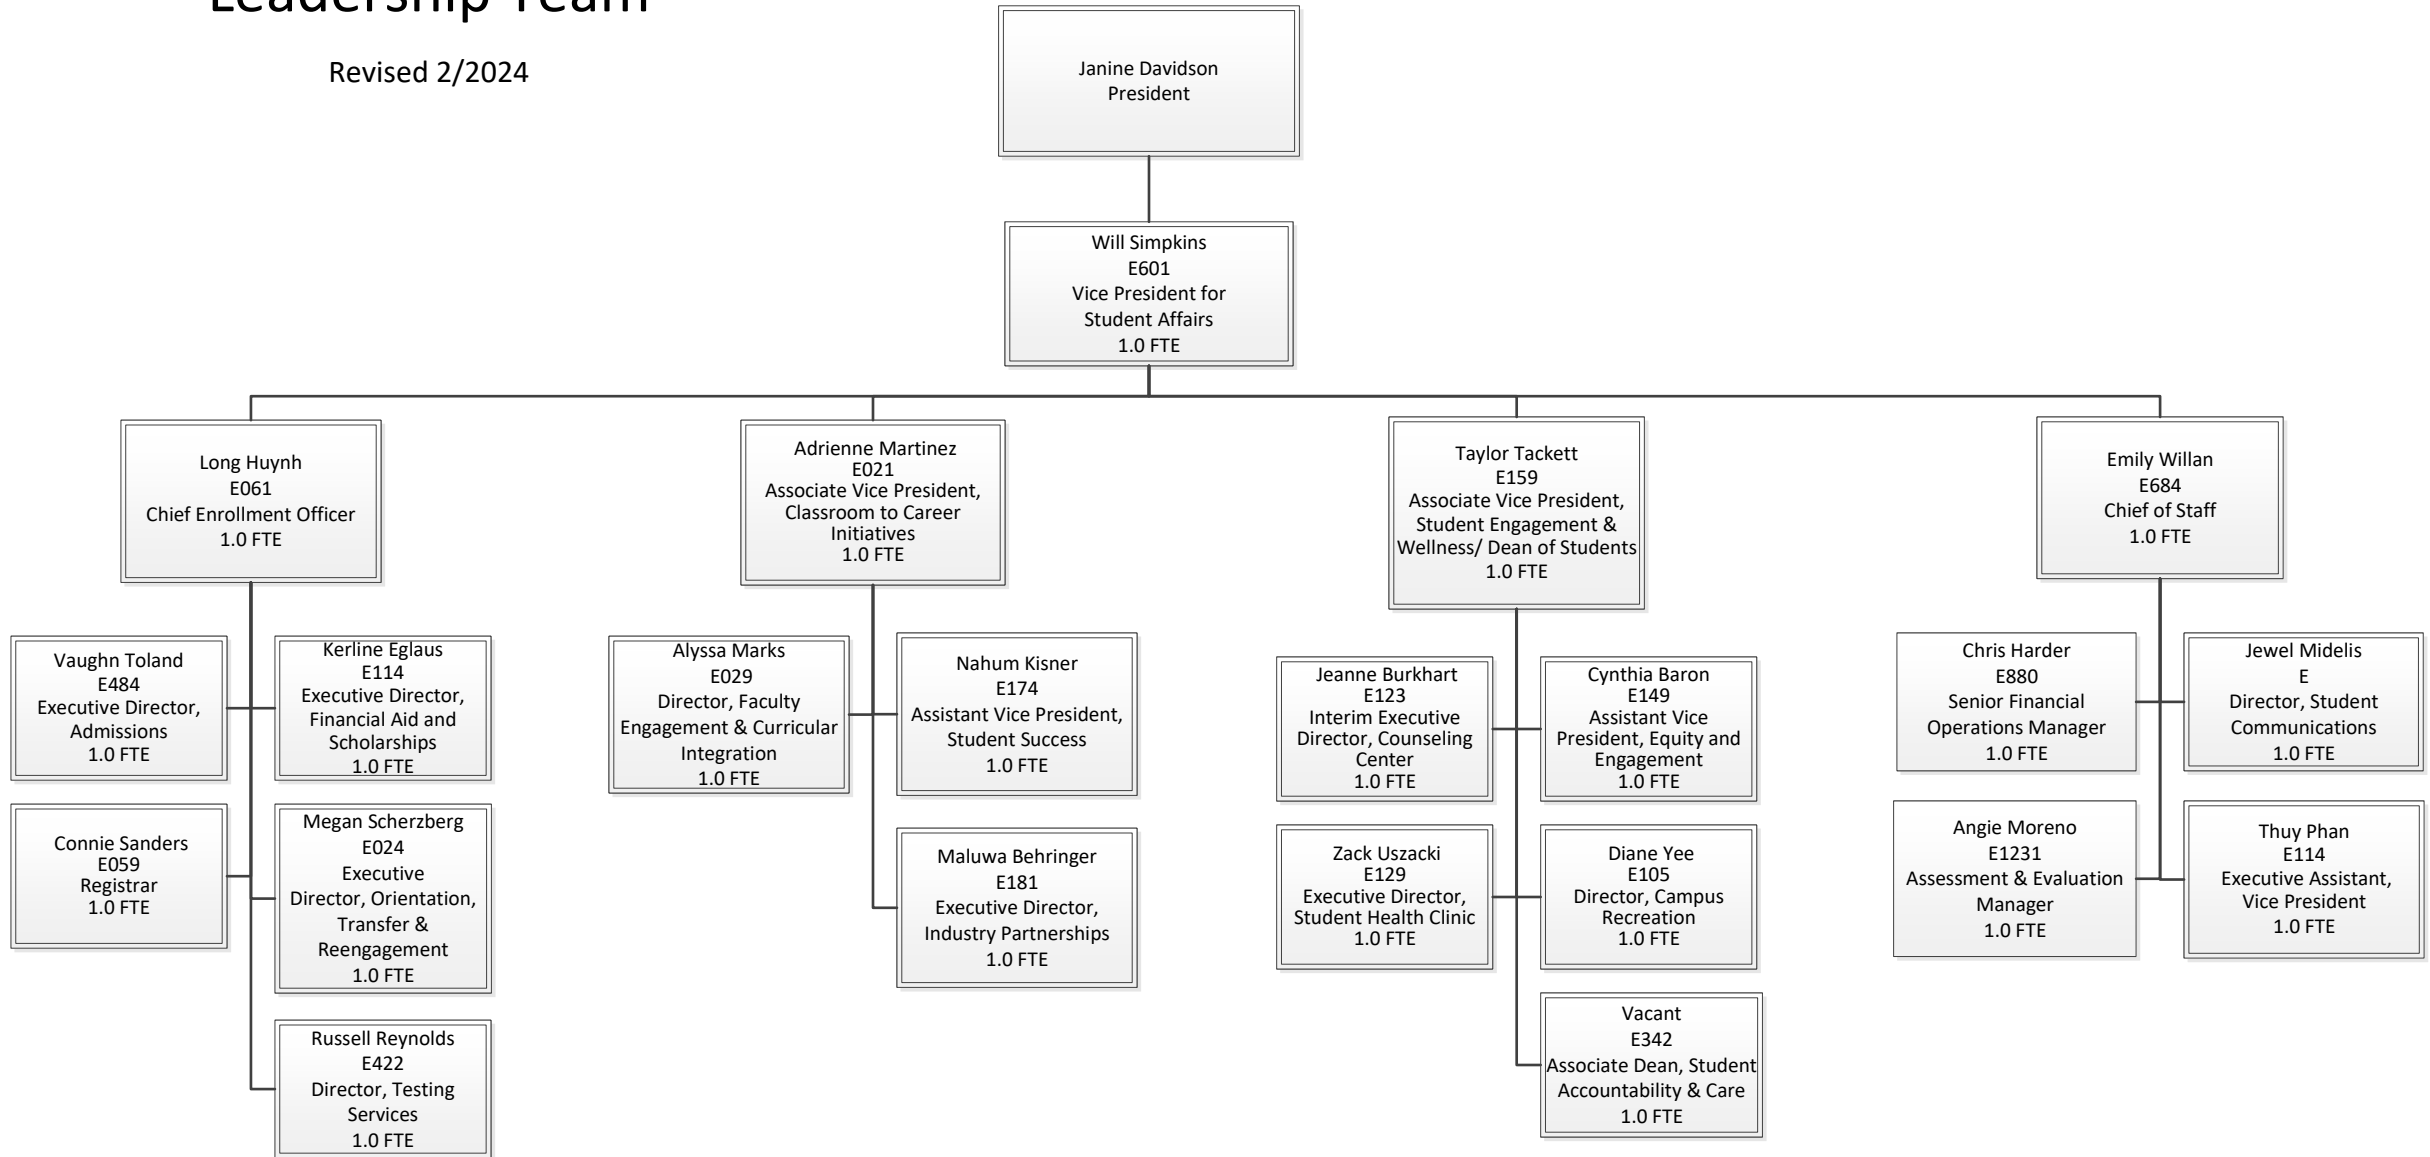 Leadership Team
Revised 2/2024
Janine Davidson
President
Will Simpkins
E601
Vice President for
Student Affairs
1.0 FTE
Long Huynh
E061
Chief Enrollment Officer
1.0 FTE
Adrienne Martinez
E021
Associate Vice President,
Classroom to Career
Initiatives
1.0 FTE
Taylor Tackett
E159
Associate Vice President,
Student Engagement &
Wellness/ Dean of Students
1.0 FTE
Emily Willan
E684
Chief of Staff
1.0 FTE
Vaughn Toland
E484
Executive Director,
Admissions
1.0 FTE
Kerline Eglaus
E114
Executive Director,
Financial Aid and
Scholarships
1.0 FTE
Connie Sanders
E059
Registrar
1.0 FTE
Megan Scherzberg
E024
Executive
Director, Orientation,
Transfer &
Reengagement
1.0 FTE
Russell Reynolds
E422
Director, Testing
Services
1.0 FTE
Alyssa Marks
E029
Director, Faculty
Engagement & Curricular
Integration
1.0 FTE
Nahum Kisner
E174
Assistant Vice President,
Student Success
1.0 FTE
Maluwa Behringer
E181
Executive Director,
Industry Partnerships
1.0 FTE
Jeanne Burkhart
E123
Interim Executive
Director, Counseling
Center
1.0 FTE
Cynthia Baron
E149
Assistant Vice
President, Equity and
Engagement
1.0 FTE
Zack Uszacki
E129
Executive Director,
Student Health Clinic
1.0 FTE
Diane Yee
E105
Director, Campus
Recreation
1.0 FTE
Vacant
E342
Associate Dean, Student
Accountability & Care
1.0 FTE
Chris Harder
E880
Senior Financial
Operations Manager
1.0 FTE
Jewel Midelis
E
Director, Student
Communications
1.0 FTE
Angie Moreno
E1231
Assessment & Evaluation
Manager
1.0 FTE
Thuy Phan
E114
Executive Assistant,
Vice President
1.0 FTE